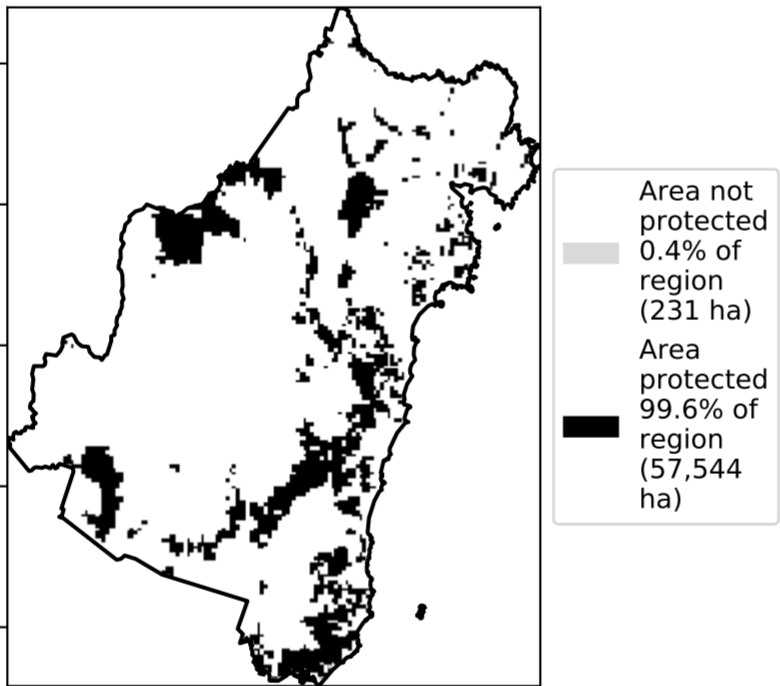 Area not
protected
0.4% of
region
(231 ha)
Area
protected
99.6% of
region
(57,544
ha)